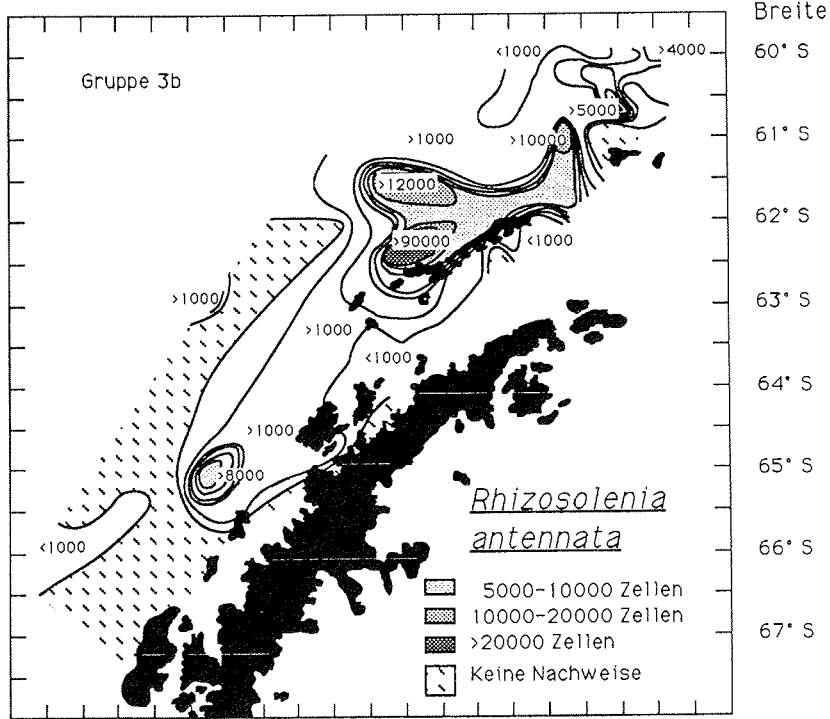 Breite
<1000
>4000
60° S
Gruppe 3b
>5000
>1000
>10000
61° S
>12000
62° S
>90000
<1000
>1000
63° S
>1000
<1000
64° S
>1000
>8000
65° S
Rhizosolenia
antennata
<1000
66° S
5000-10000 Zellen
10000-20000 Zellen
>20000 Zellen
67° S
Keine Nachweise